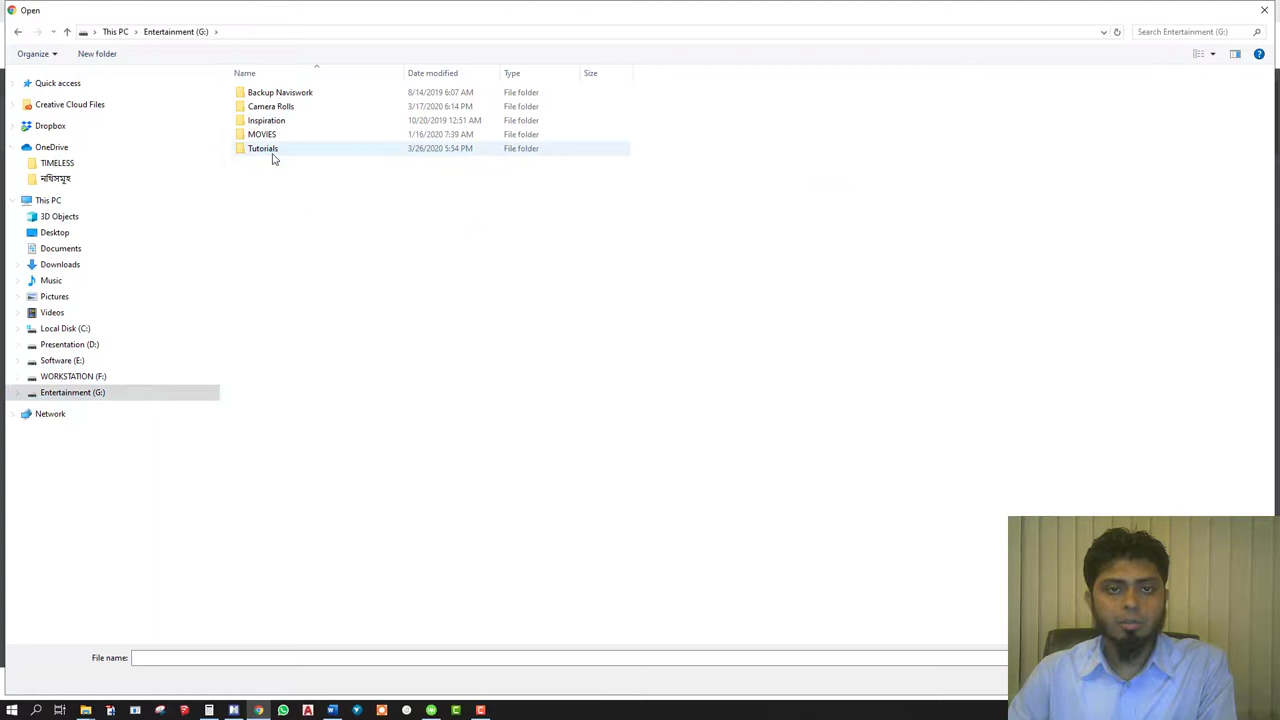 Open
This PC
Entertainment (G:)
Search Entertainment (G:)
Organize
New folder
Name
Date modified
Type
Size
Quick access
Creative Cloud Files
Dropbox
OneDrive
TIMELESS
নথিসমূহ
This PC
3D Objects
Desktop
Documents
Downloads
Music
Pictures
Videos
Local Disk (C:)
Presentation (D:)
Software (E:)
WORKSTATION (F:)
Entertainment (G:)
Network
Backup Naviswork 8/14/2019 6:07 AM File folder
Camera Rolls 3/17/2020 6:14 PM File folder
Inspiration 10/20/2019 12:51 AM File folder
MOVIES 1/16/2020 7:39 AM File folder
Tutorials 3/26/2020 5:54 PM File folder
File name: